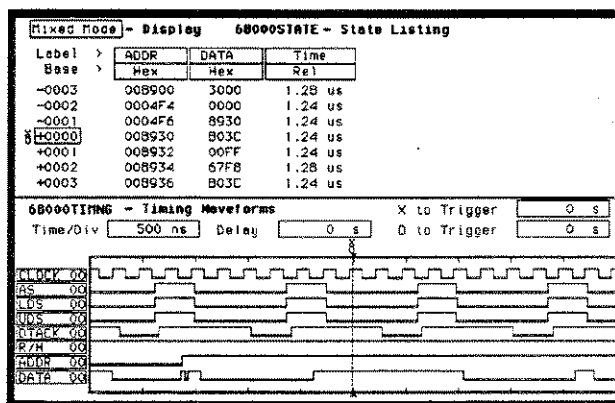 Mixed Mode - Display 68000STATE - State Listing
Label > ADDR DATA Time
Base > Hex Hex Rel
-0003 008900 3000 1.28 us
-0002 0004F4 0000 1.24 us
-0001 0004F6 8930 1.24 us
+0000 008930 B03C 1.24 us
+0001 008932 00FF 1.24 us
+0002 008934 67F8 1.28 us
+0003 008936 B03C 1.24 us
68000TIMNG - Timing Waveforms X to Trigger 0 s
Time/Div 500 ns Delay 0 s O to Trigger 0 s
CLOCK 00
AS 00
LDS 00
UDS 00
DTACK 00
R/W 00
ADDR 00
DATA 00